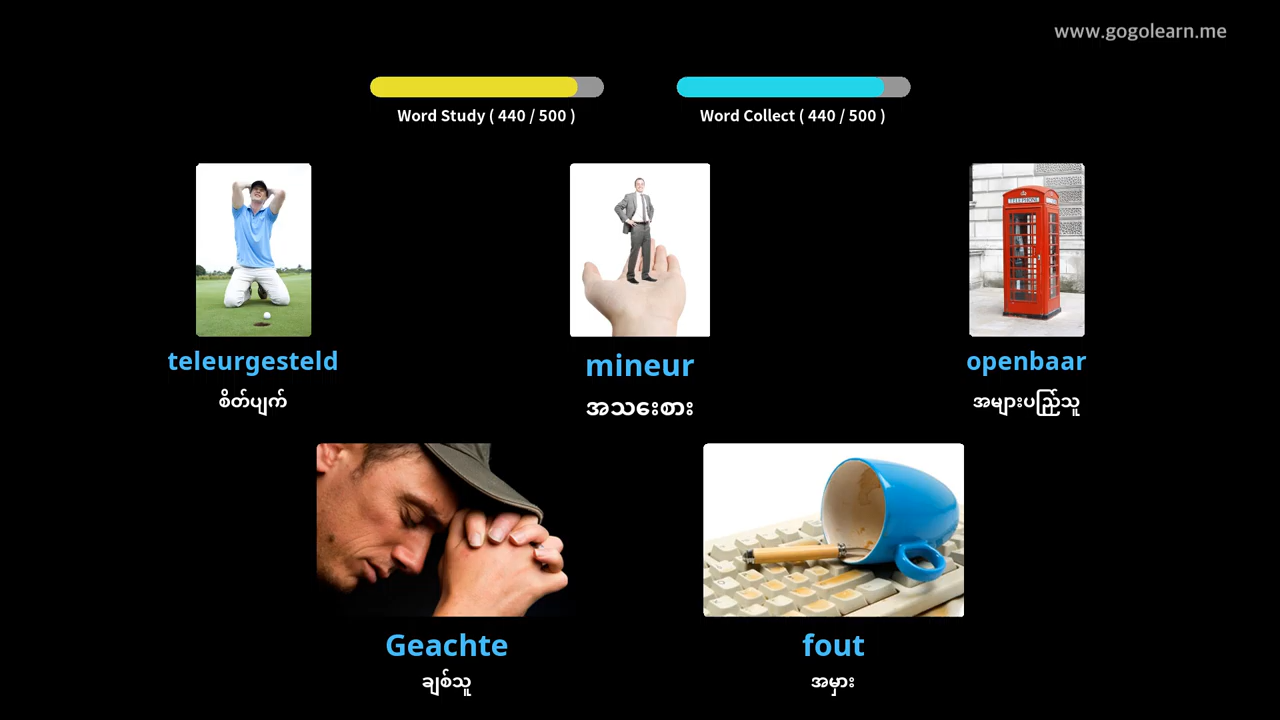 www.gogolearn.me
Word Study ( 440 / 500 )
Word Collect ( 440 / 500 )
TELEPHONE
teleurgesteld
mineur
openbaar
စိတ်ပျက်
အသေးစား
အများပြည်သူ
Geachte
fout
ချစ်သူ
အမှား